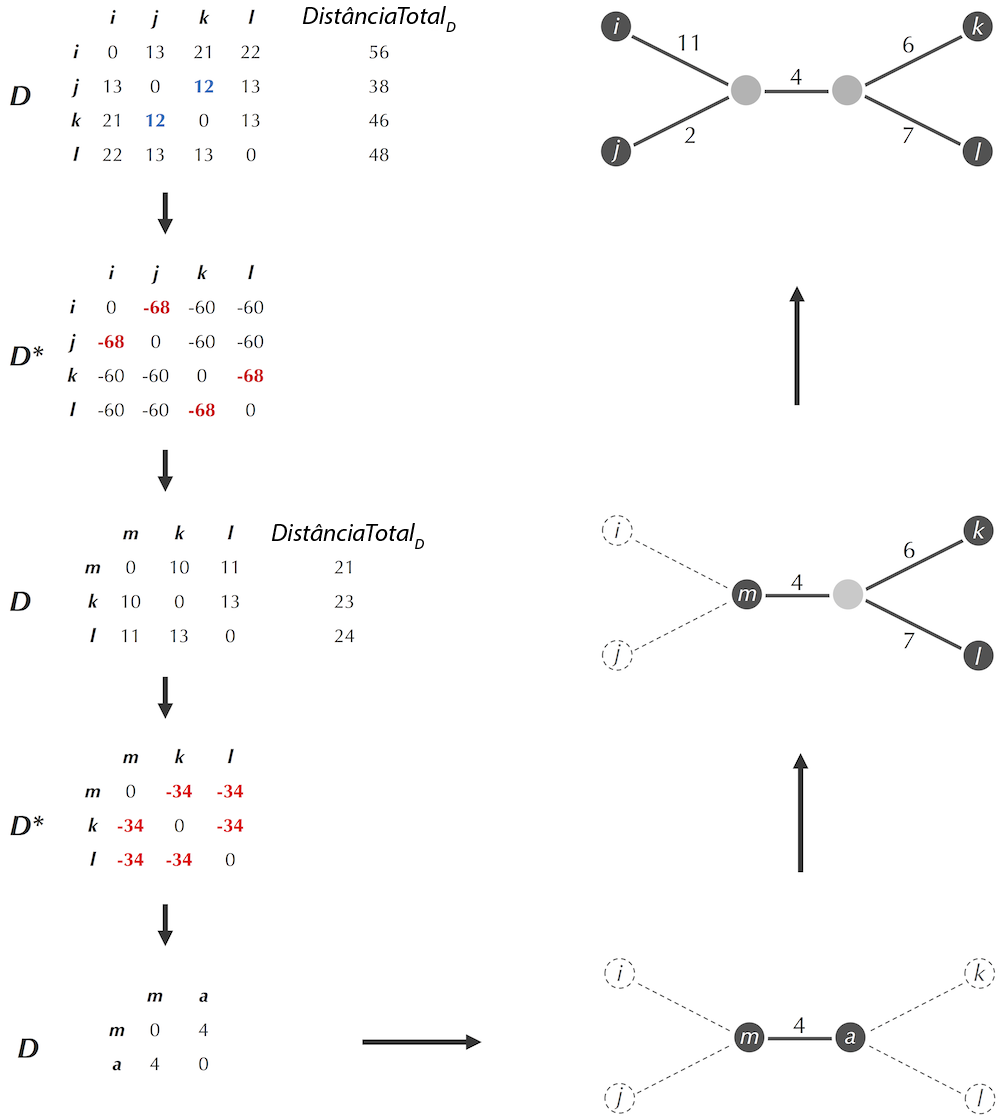 i j k l DistânciaTotal_D
i 0 13 21 22 56
D
j 13 0 12 13 38
k 21 12 0 13 46
l 22 13 13 0 48
i 11 6 k
4
j 2 7 l
i j k l
i 0 -68 -60 -60
j -68 0 -60 -60
D*
k -60 -60 0 -68
l -60 -60 -68 0
m k l DistânciaTotal_D
m 0 10 11 21
D
k 10 0 13 23
l 11 13 0 24
i 6 k
m 4
j 7 l
m k l
m 0 -34 -34
D*
k -34 0 -34
l -34 -34 0
m a
m 0 4
D
a 4 0
i k
m 4 a
j l